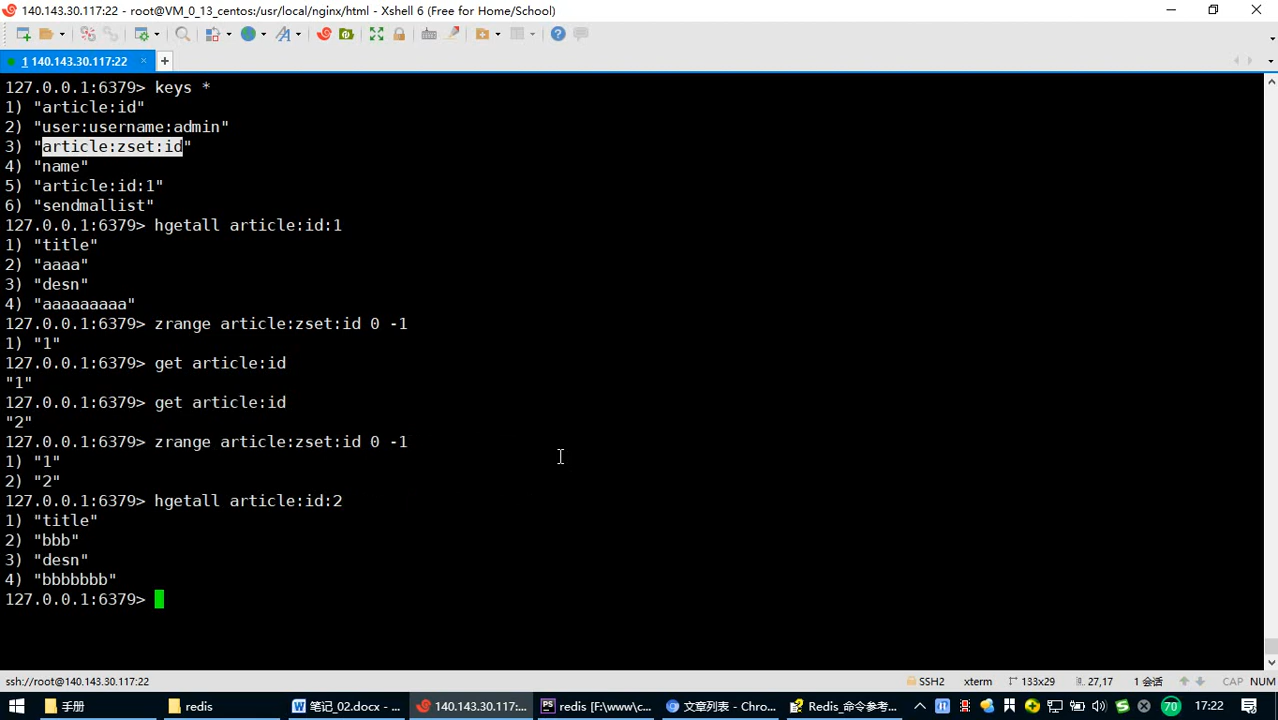 140.143.30.117:22 - root@VM_0_13_centos:/usr/local/nginx/html - Xshell 6 (Free for Home/School)
1 140.143.30.117:22
127.0.0.1:6379> keys *
1) "article:id"
2) "user:username:admin"
3) "article:zset:id"
4) "name"
5) "article:id:1"
6) "sendmallist"
127.0.0.1:6379> hgetall article:id:1
1) "title"
2) "aaaa"
3) "desn"
4) "aaaaaaaaa"
127.0.0.1:6379> zrange article:zset:id 0 -1
1) "1"
127.0.0.1:6379> get article:id
"1"
127.0.0.1:6379> get article:id
"2"
127.0.0.1:6379> zrange article:zset:id 0 -1
1) "1"
2) "2"
127.0.0.1:6379> hgetall article:id:2
1) "title"
2) "bbb"
3) "desn"
4) "bbbbbbb"
127.0.0.1:6379>
ssh://root@140.143.30.117:22 SSH2 xterm 133x29 27,17 1 会话 CAP NUM
手册 redis 笔记_02.docx - ... 140.143.30.117:... redis [F:\www\c... 文章列表 - Chro... Redis_命令参考... 70 17:22